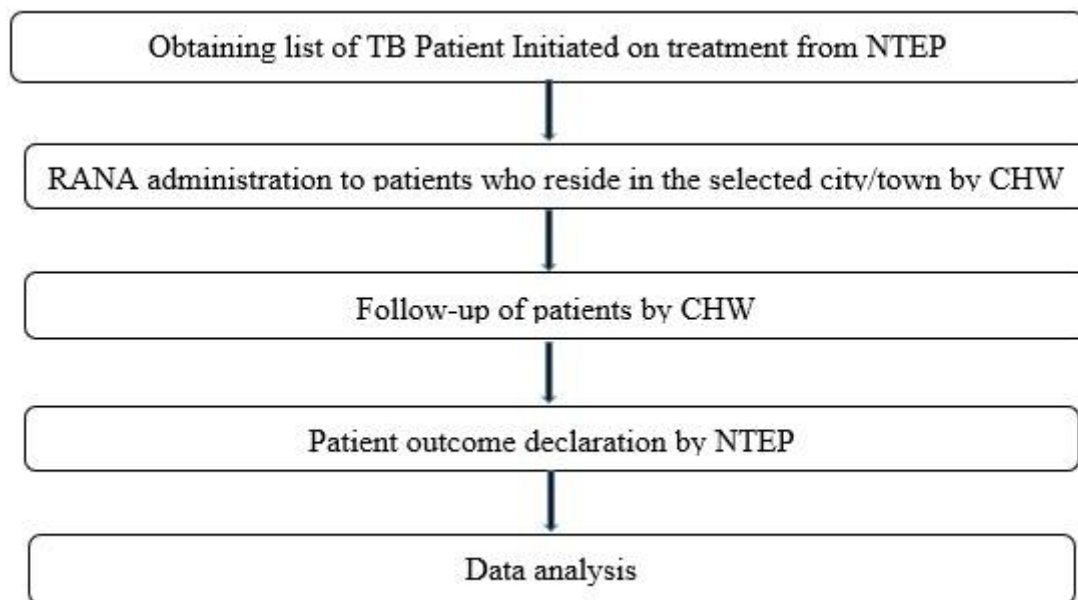 Obtaining list of TB Patient Initiated on treatment from NTEP
RANA administration to patients who reside in the selected city/town by CHW
Follow-up of patients by CHW
Patient outcome declaration by NTEP
Data analysis